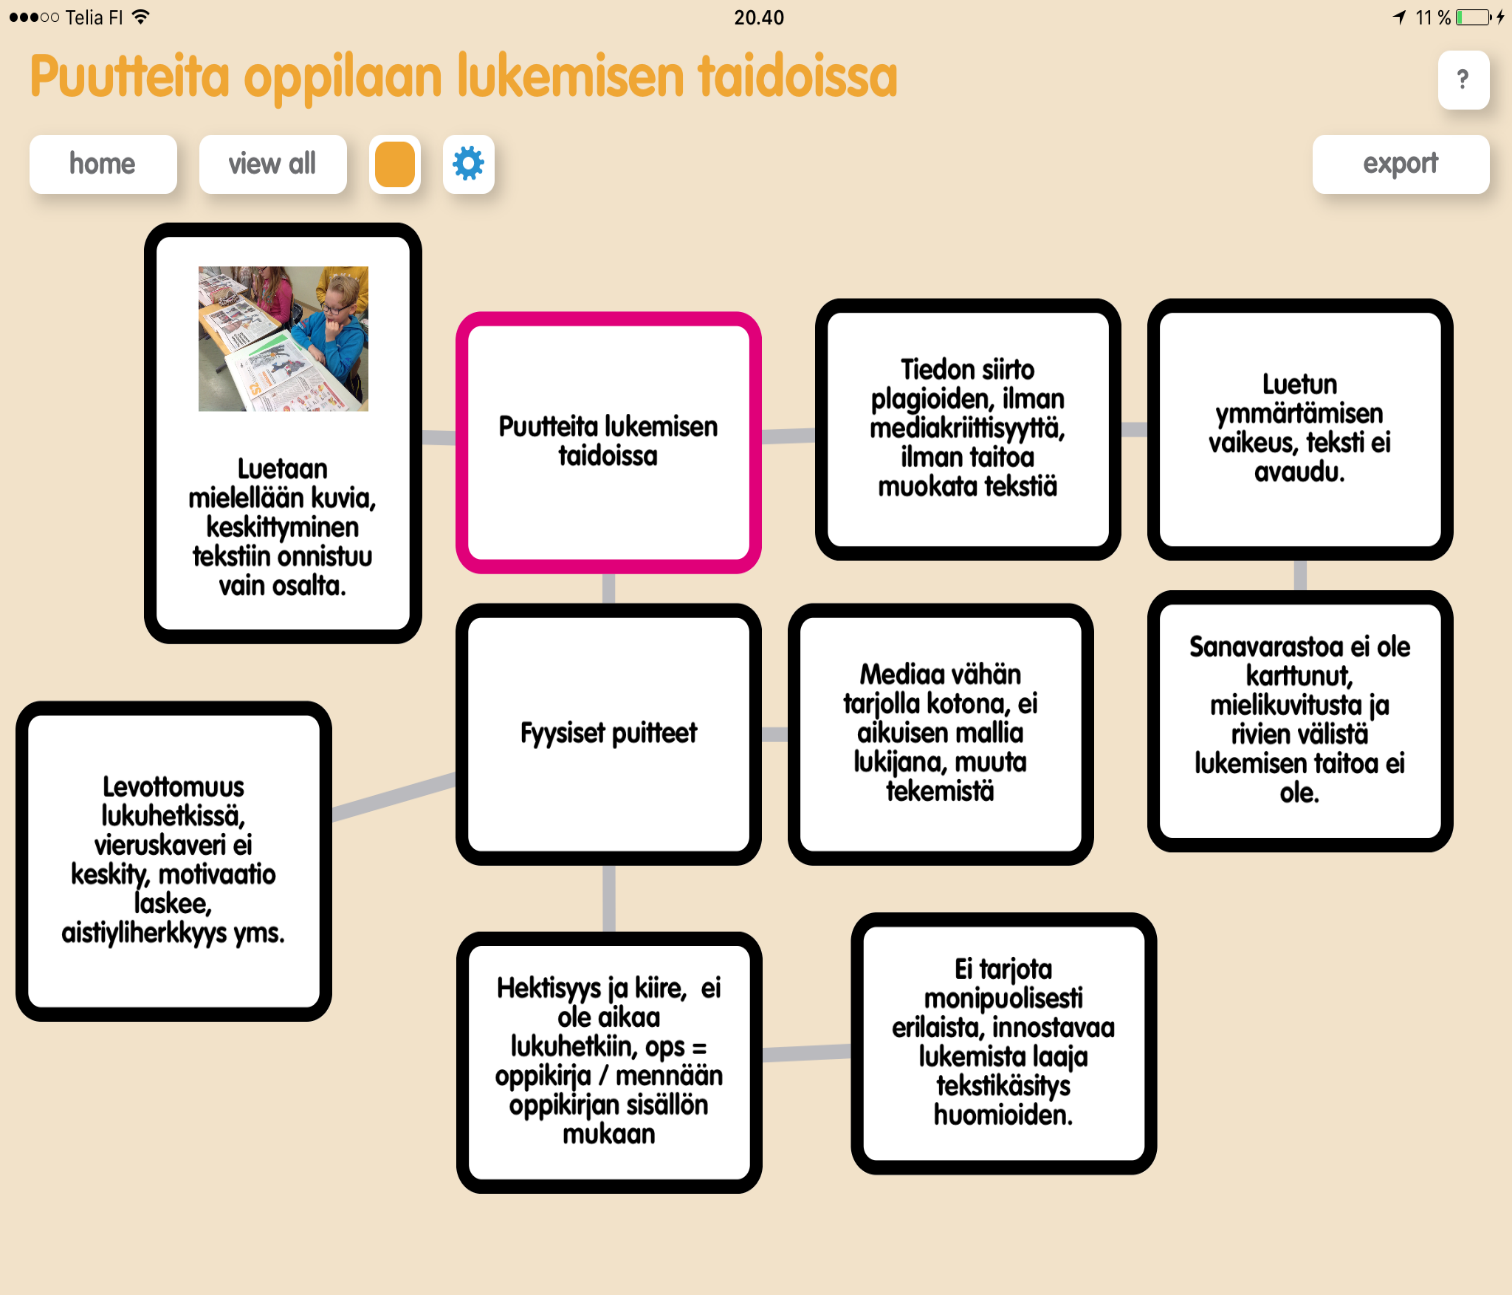 Telia FI
20.40
11 %
Puutteita oppilaan lukemisen taidoissa
?
home
view all
export
Luetaan
mielellään kuvia,
keskittyminen
tekstiin onnistuu
vain osalta.
Puutteita lukemisen
taidoissa
Tiedon siirto
plagioiden, ilman
mediakriittisyyttä,
ilman taitoa
muokata tekstiä
Luetun
ymmärtämisen
vaikeus, teksti ei
avaudu.
Fyysiset puitteet
Mediaa vähän
tarjolla kotona, ei
aikuisen mallia
lukijana, muuta
tekemistä
Sanavarastoa ei ole
karttunut,
mielikuvitusta ja
rivien välistä
lukemisen taitoa ei
ole.
Levottomuus
lukuhetkissä,
vieruskaveri ei
keskity, motivaatio
laskee,
aistiyliherkkyys yms.
Hektisyys ja kiire,  ei
ole aikaa
lukuhetkiin, ops =
oppikirja / mennään
oppikirjan sisällön
mukaan
Ei tarjota
monipuolisesti
erilaista, innostavaa
lukemista laaja
tekstikäsitys
huomioiden.